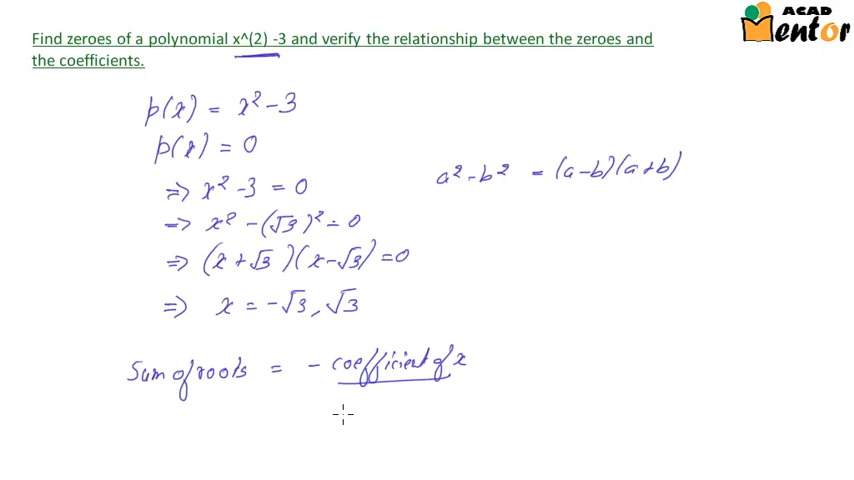 ACAD
mentor
Find zeroes of a polynomial x^(2) -3 and verify the relationship between the zeroes and
the coefficients.
p(x) = x² - 3
p(x) = 0
⇒ x² - 3 = 0
a² - b² = (a-b)(a+b)
⇒ x² - (√3)² = 0
⇒ (x + √3)(x - √3) = 0
⇒ x = -√3, √3
Sum of roots = - coefficient of x